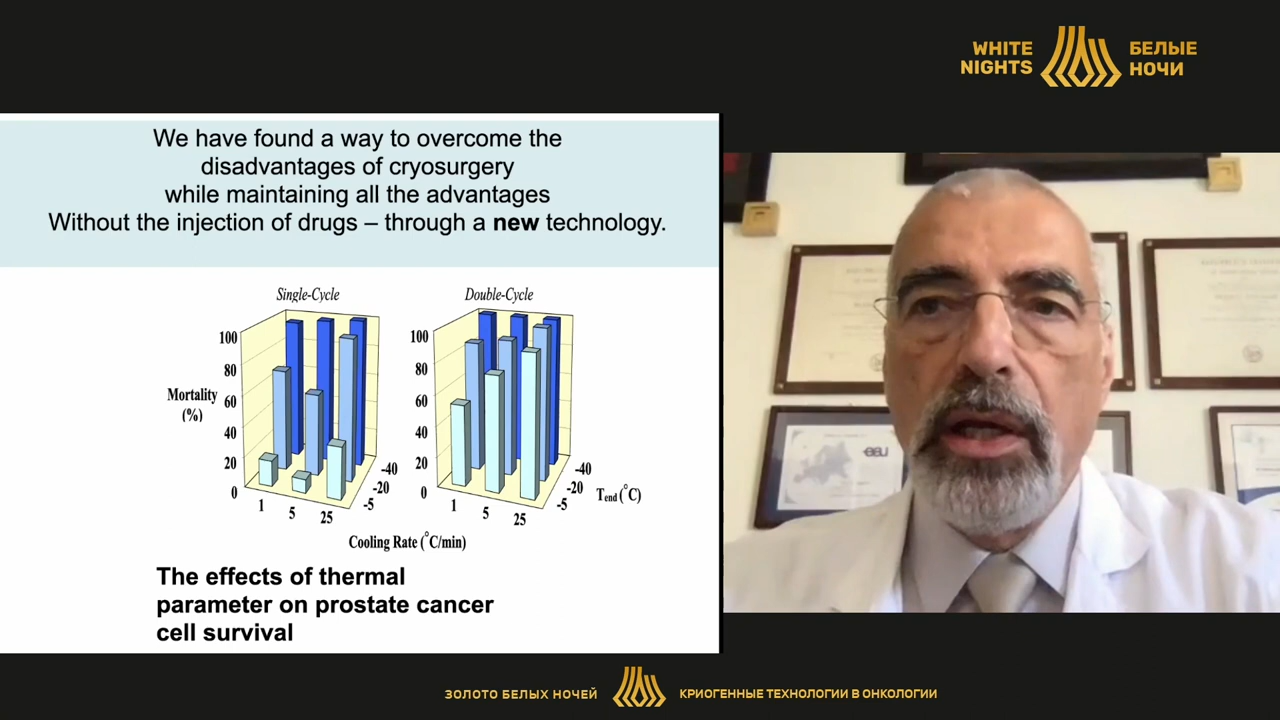 WHITE
NIGHTS
БЕЛЫЕ
НОЧИ
We have found a way to overcome the
disadvantages of cryosurgery
while maintaining all the advantages
Without the injection of drugs – through a new technology.
Single-Cycle
Double-Cycle
Mortality
(%)
100
80
60
40
20
0
1
5
25
-40
-20
-5
100
80
60
40
20
0
1
5
25
-40
-20
-5
Tend (°C)
Cooling Rate (°C/min)
The effects of thermal
parameter on prostate cancer
cell survival
eau
ЗОЛОТО БЕЛЫХ НОЧЕЙ
КРИОГЕННЫЕ ТЕХНОЛОГИИ В ОНКОЛОГИИ